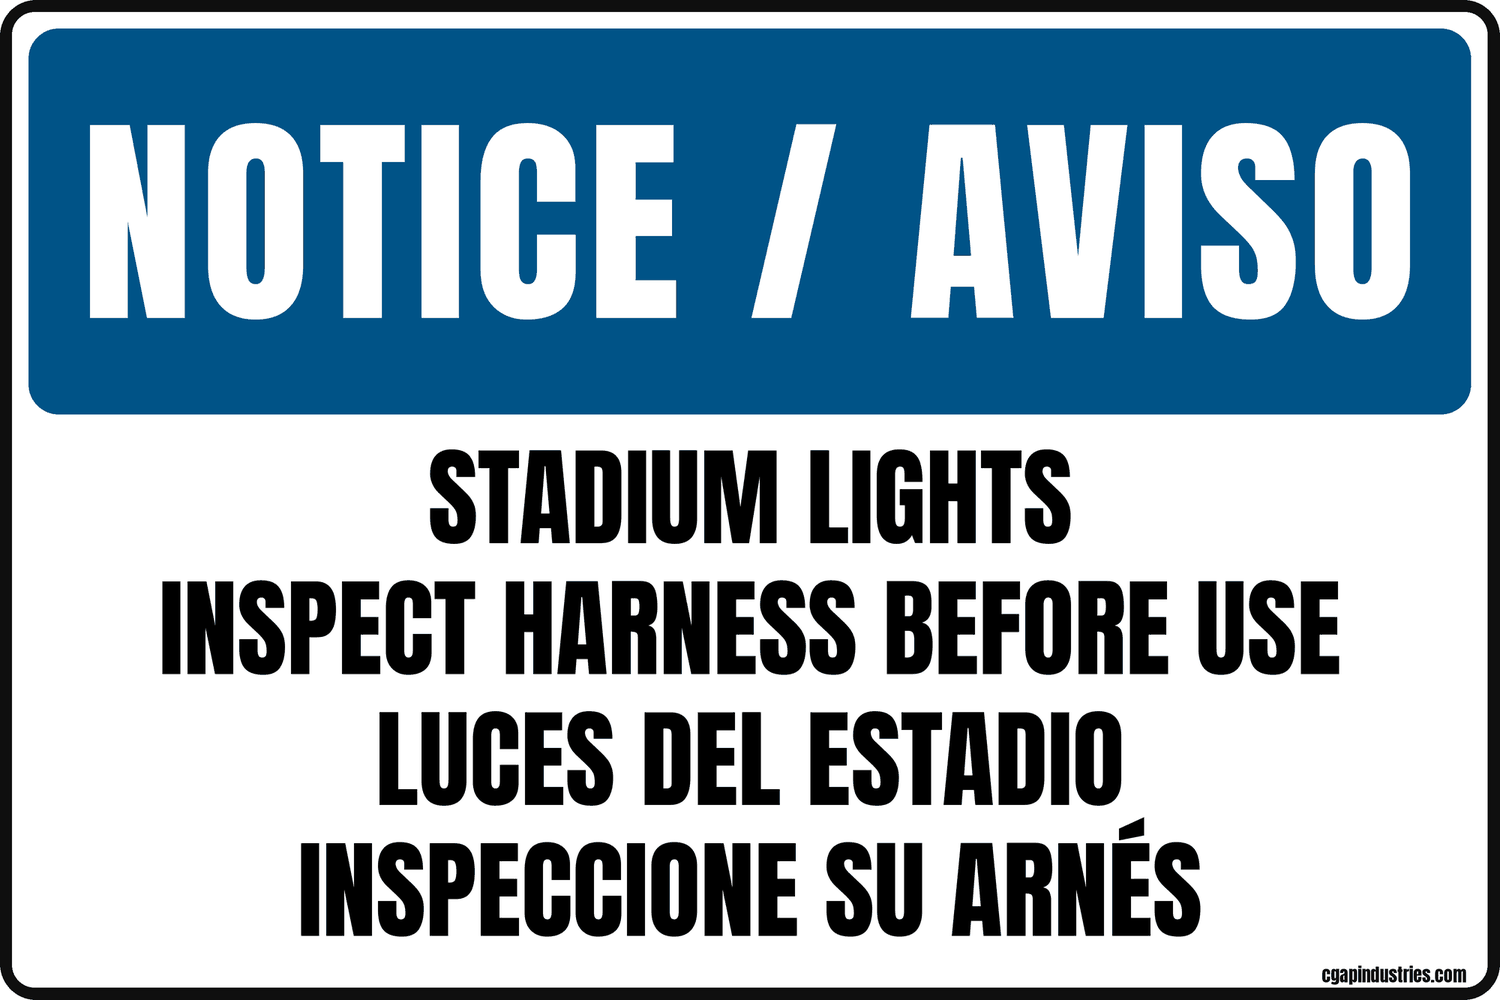 NOTICE / AVISO
STADIUM LIGHTS
INSPECT HARNESS BEFORE USE
LUCES DEL ESTADIO
INSPECCIONE SU ARNÉS
cgapindustries.com